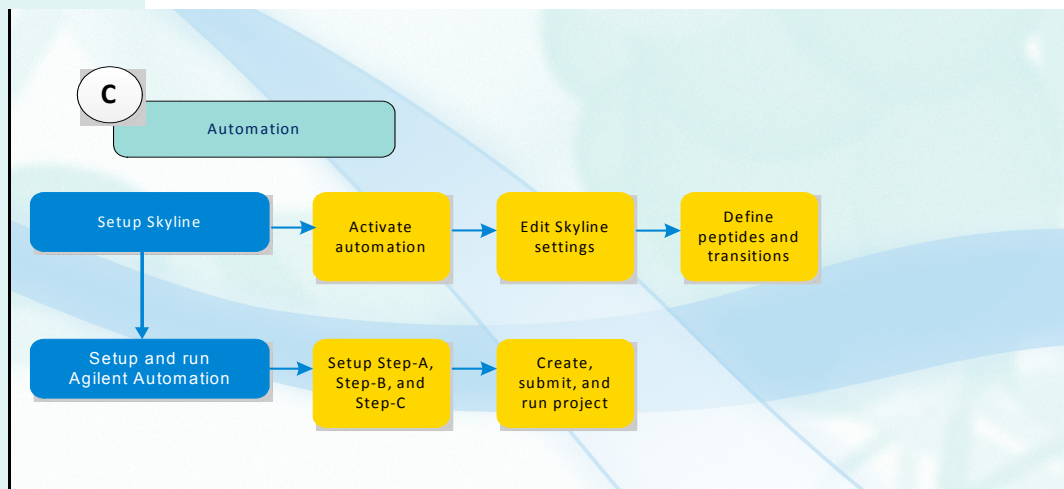 C
Automation
Setup Skyline
Activate
automation
Edit Skyline
settings
Define
peptides and
transitions
Setup and run
Agilent Automation
Setup Step-A,
Step-B, and
Step-C
Create,
submit, and
run project